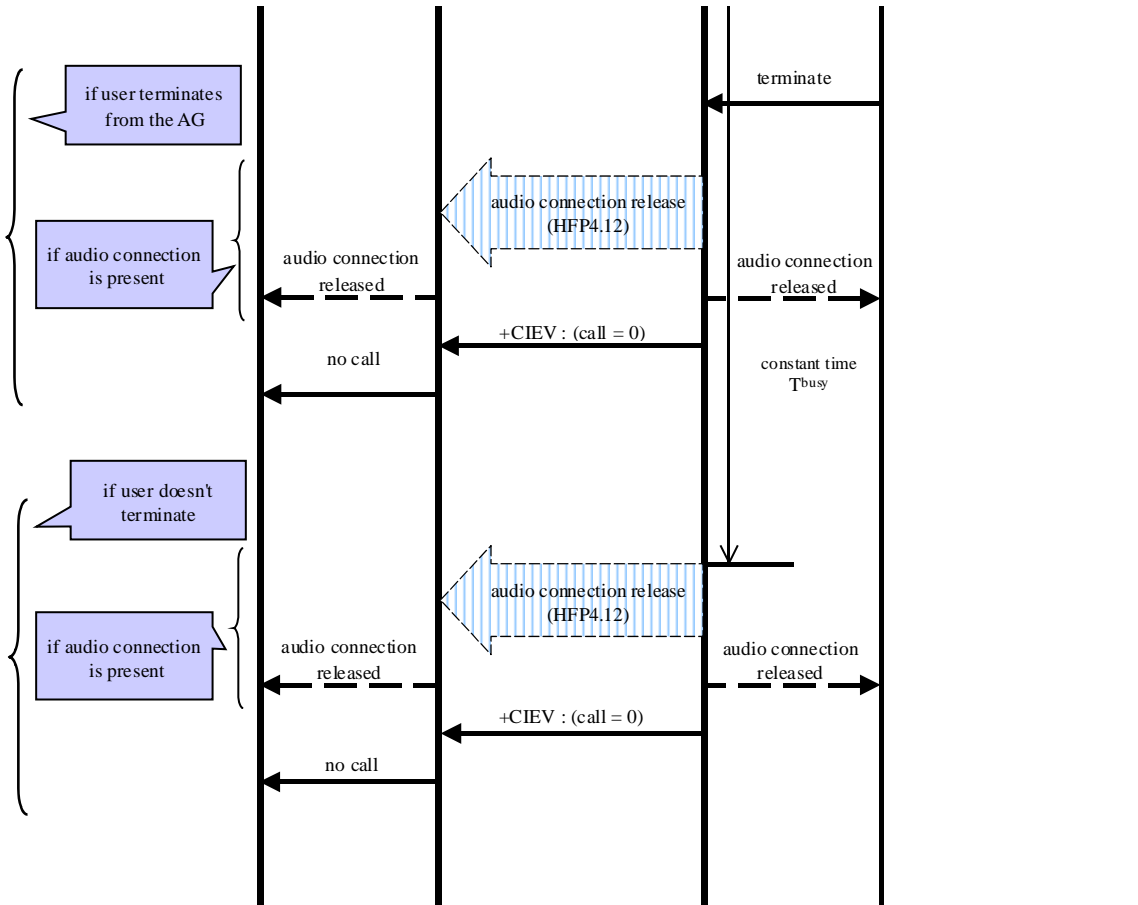 terminate
if user terminates
from the AG
audio connection release
(HFP4.12)
if audio connection
is present
audio connection
released
audio connection
released
+CIEV : (call = 0)
no call
constant time
Tbusy
if user doesn't
terminate
audio connection release
(HFP4.12)
if audio connection
is present
audio connection
released
audio connection
released
+CIEV : (call = 0)
no call